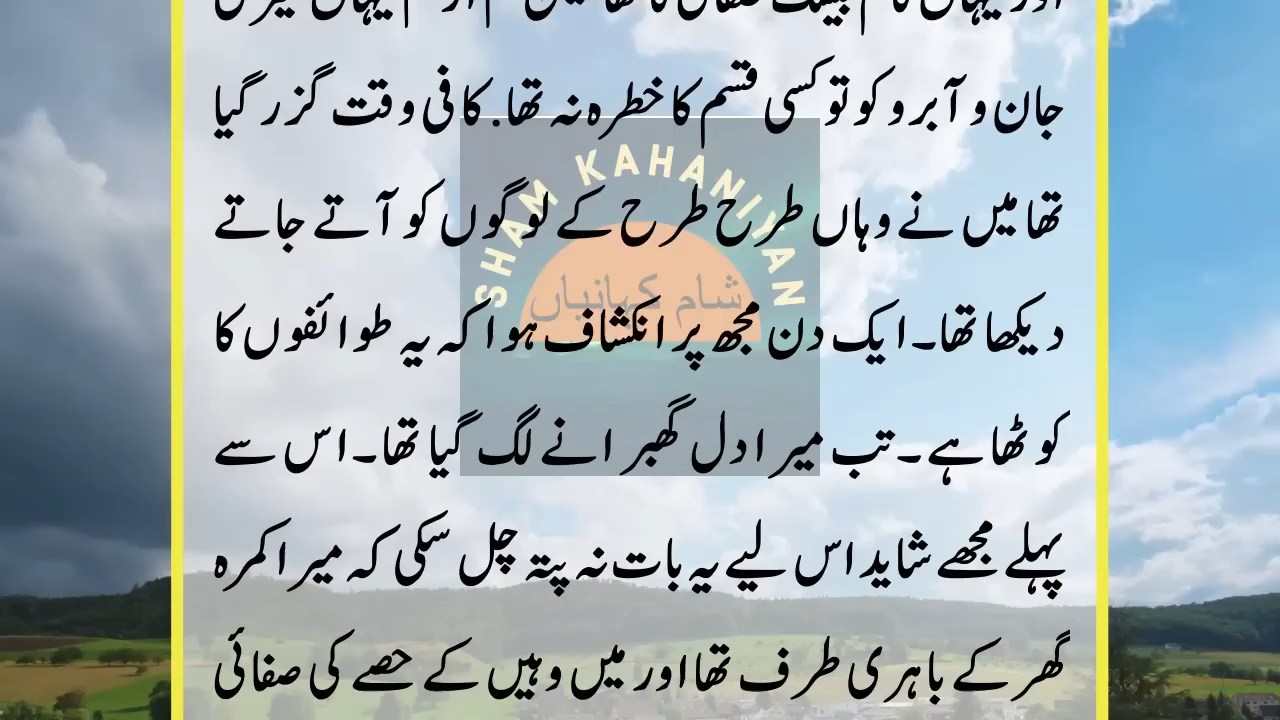 جان و آبرو کو تو کسی قسم کا خطرہ نہ تھا. کافی وقت گزر گیا
تھا میں نے وہاں طرح طرح کے لوگوں کو آتے جاتے
دیکھا تھا۔ ایک دن مجھ پر انکشاف ہوا کہ یہ طوائفوں کا
کوٹھا ہے ۔ تب میرا دل گھبرانے لگ گیا تھا۔ اس سے
پہلے مجھے شاید اس لیے یہ بات نہ پتہ چل سکی کہ میرا کمرہ
گھر کے باہری طرف تھا اور میں وہیں کے حصے کی صفائی
SHAM KAHANIYAN
شام کہانیاں